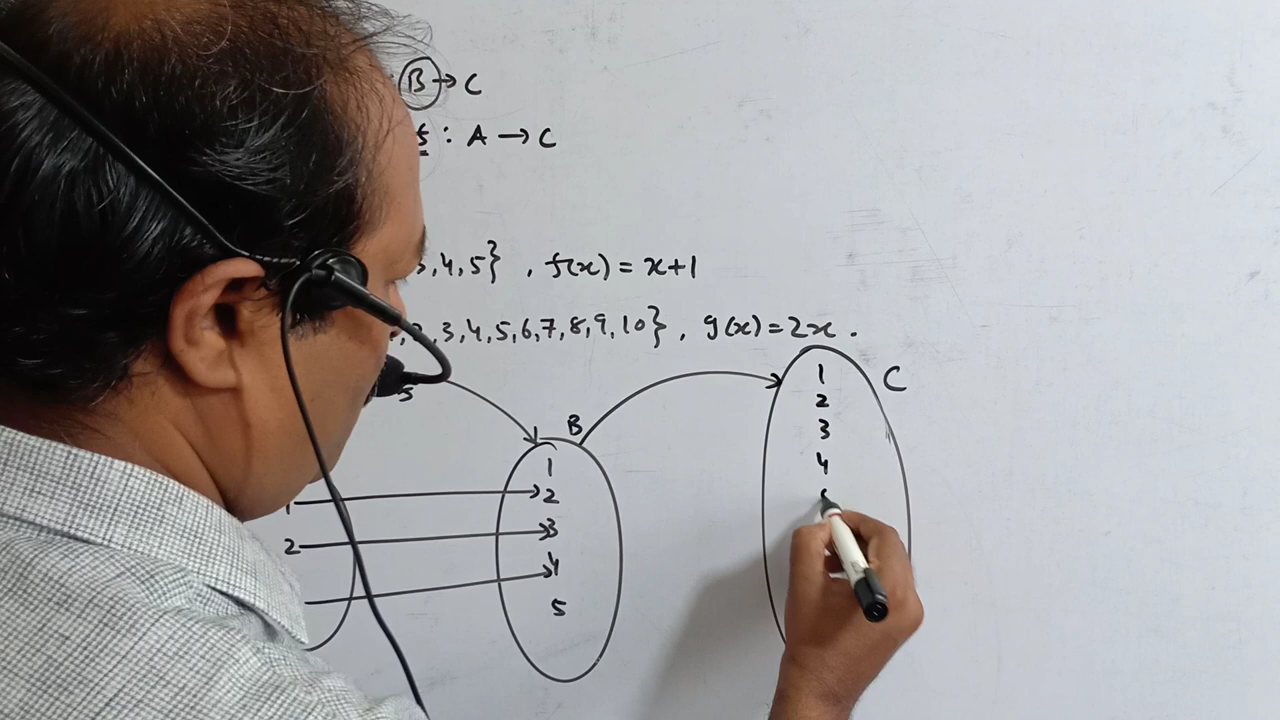 B → C
: A → C
,4,5} , f(x) = x+1
,3,4,5,6,7,8,9,10} , g(x)=2x .
B
C
1
2
3
4
1
2
3
4
5
2